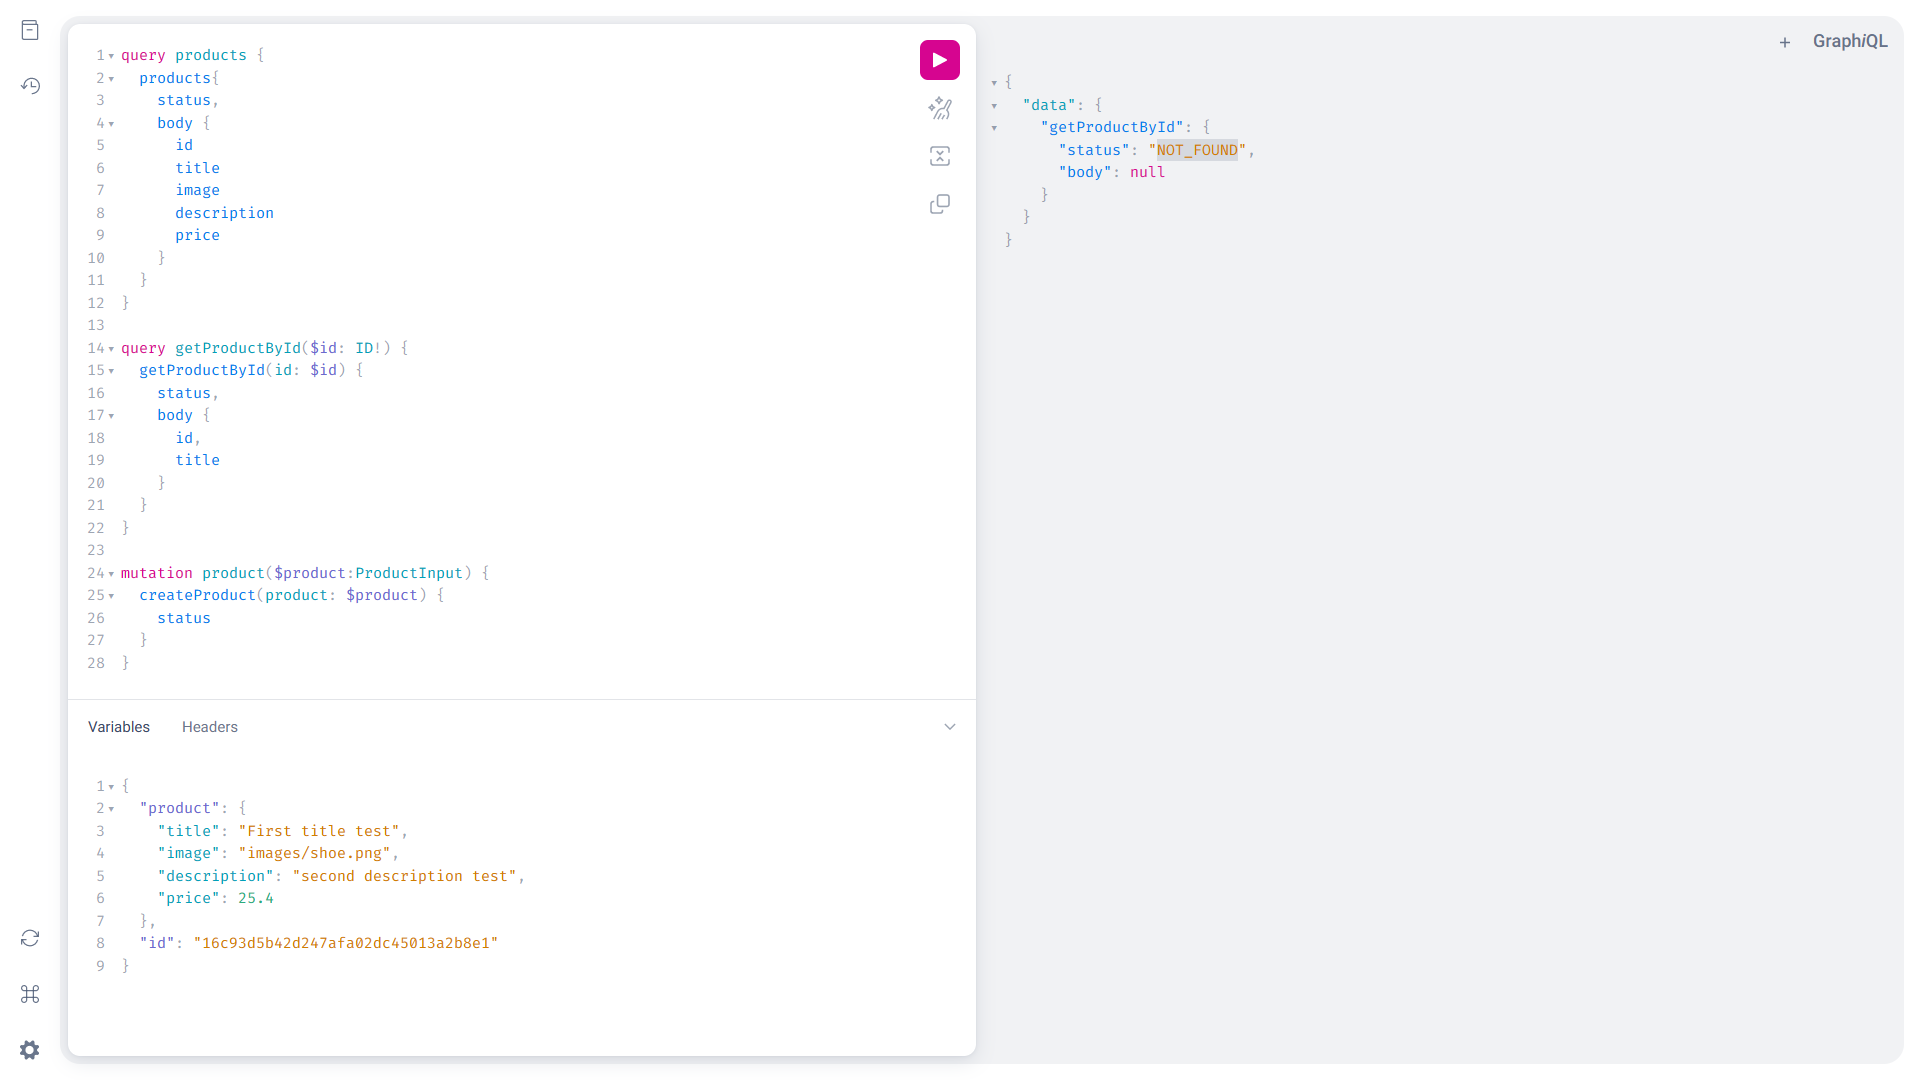 1 query products {
2 products{
3 status,
4 body {
5 id
6 title
7 image
8 description
9 price
10 }
11 }
12 }
13
14 query getProductById($id: ID!) {
15 getProductById(id: $id) {
16 status,
17 body {
18 id,
19 title
20 }
21 }
22 }
23
24 mutation product($product:ProductInput) {
25 createProduct(product: $product) {
26 status
27 }
28 }
Variables Headers
1 {
2 "product": {
3 "title": "First title test",
4 "image": "images/shoe.png",
5 "description": "second description test",
6 "price": 25.4
7 },
8 "id": "16c93d5b42d247afa02dc45013a2b8e1"
9 }
+ GraphiQL
{
"data": {
"getProductById": {
"status": "NOT_FOUND",
"body": null
}
}
}